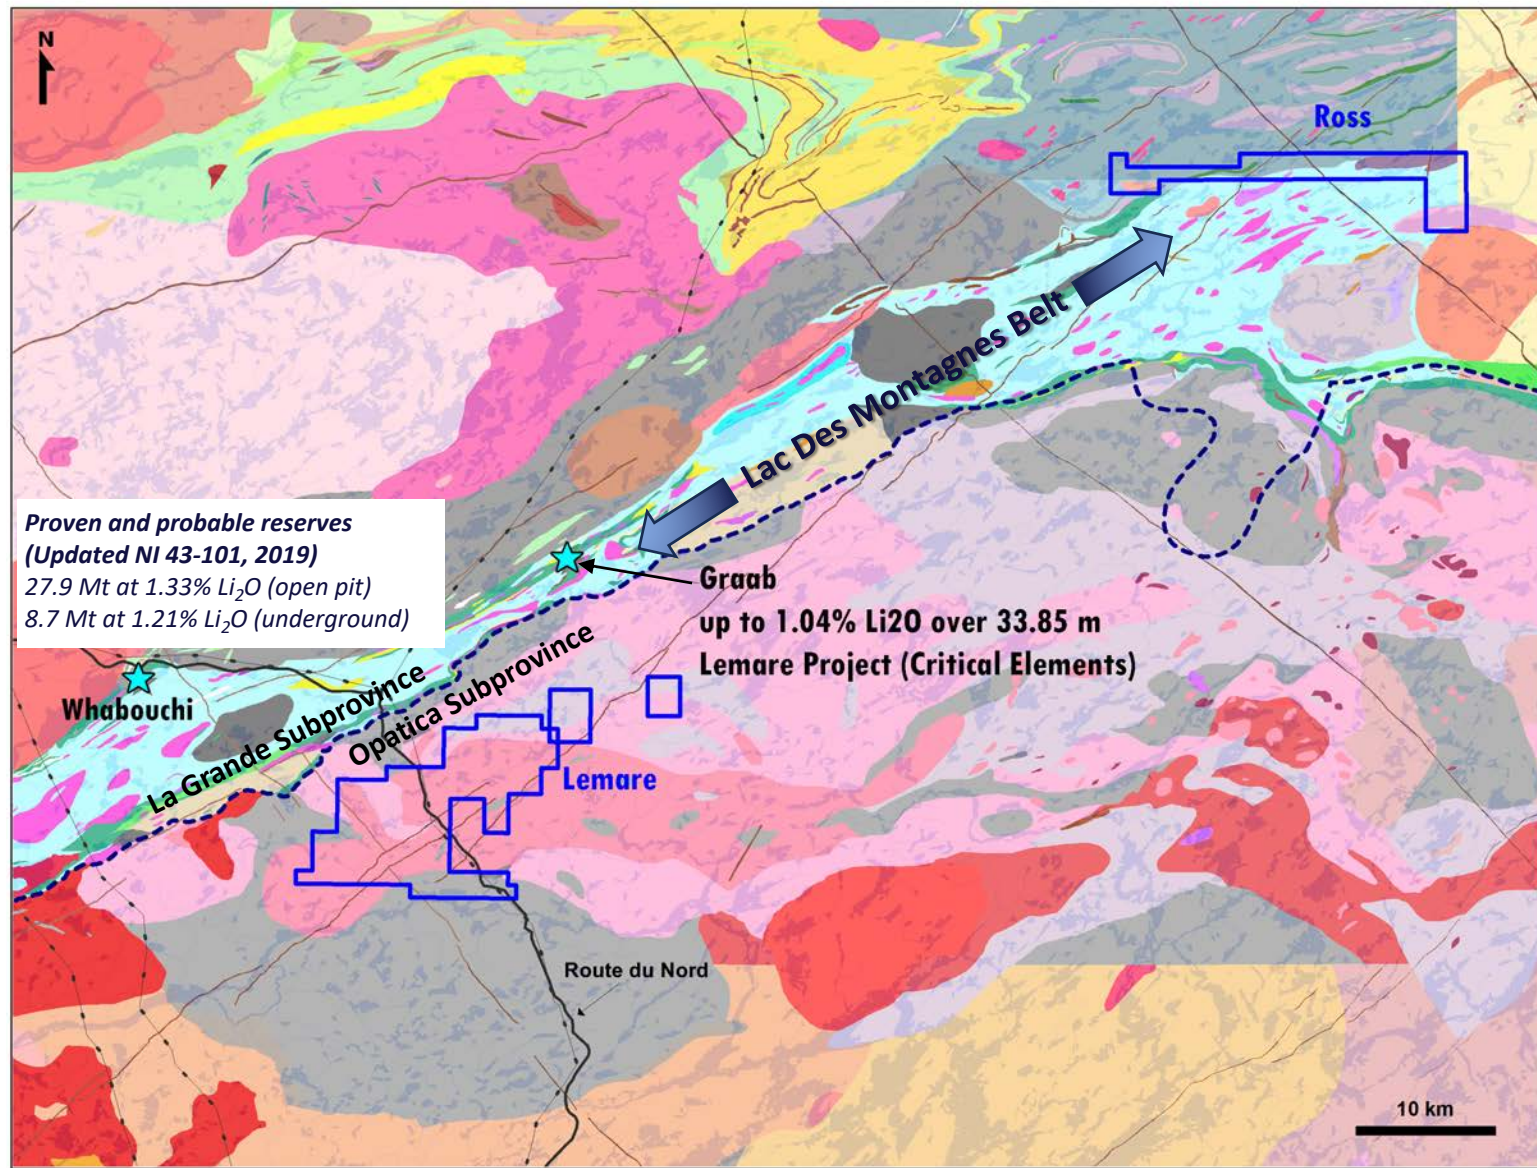 N
Ross
Lac Des Montagnes Belt
Proven and probable reserves
(Updated NI 43-101, 2019)
27.9 Mt at 1.33% Li₂O (open pit)
8.7 Mt at 1.21% Li₂O (underground)
Graab
up to 1.04% Li2O over 33.85 m
Lemare Project (Critical Elements)
Whabouchi
La Grande Subprovince
Opatica Subprovince
Lemare
Route du Nord
10 km